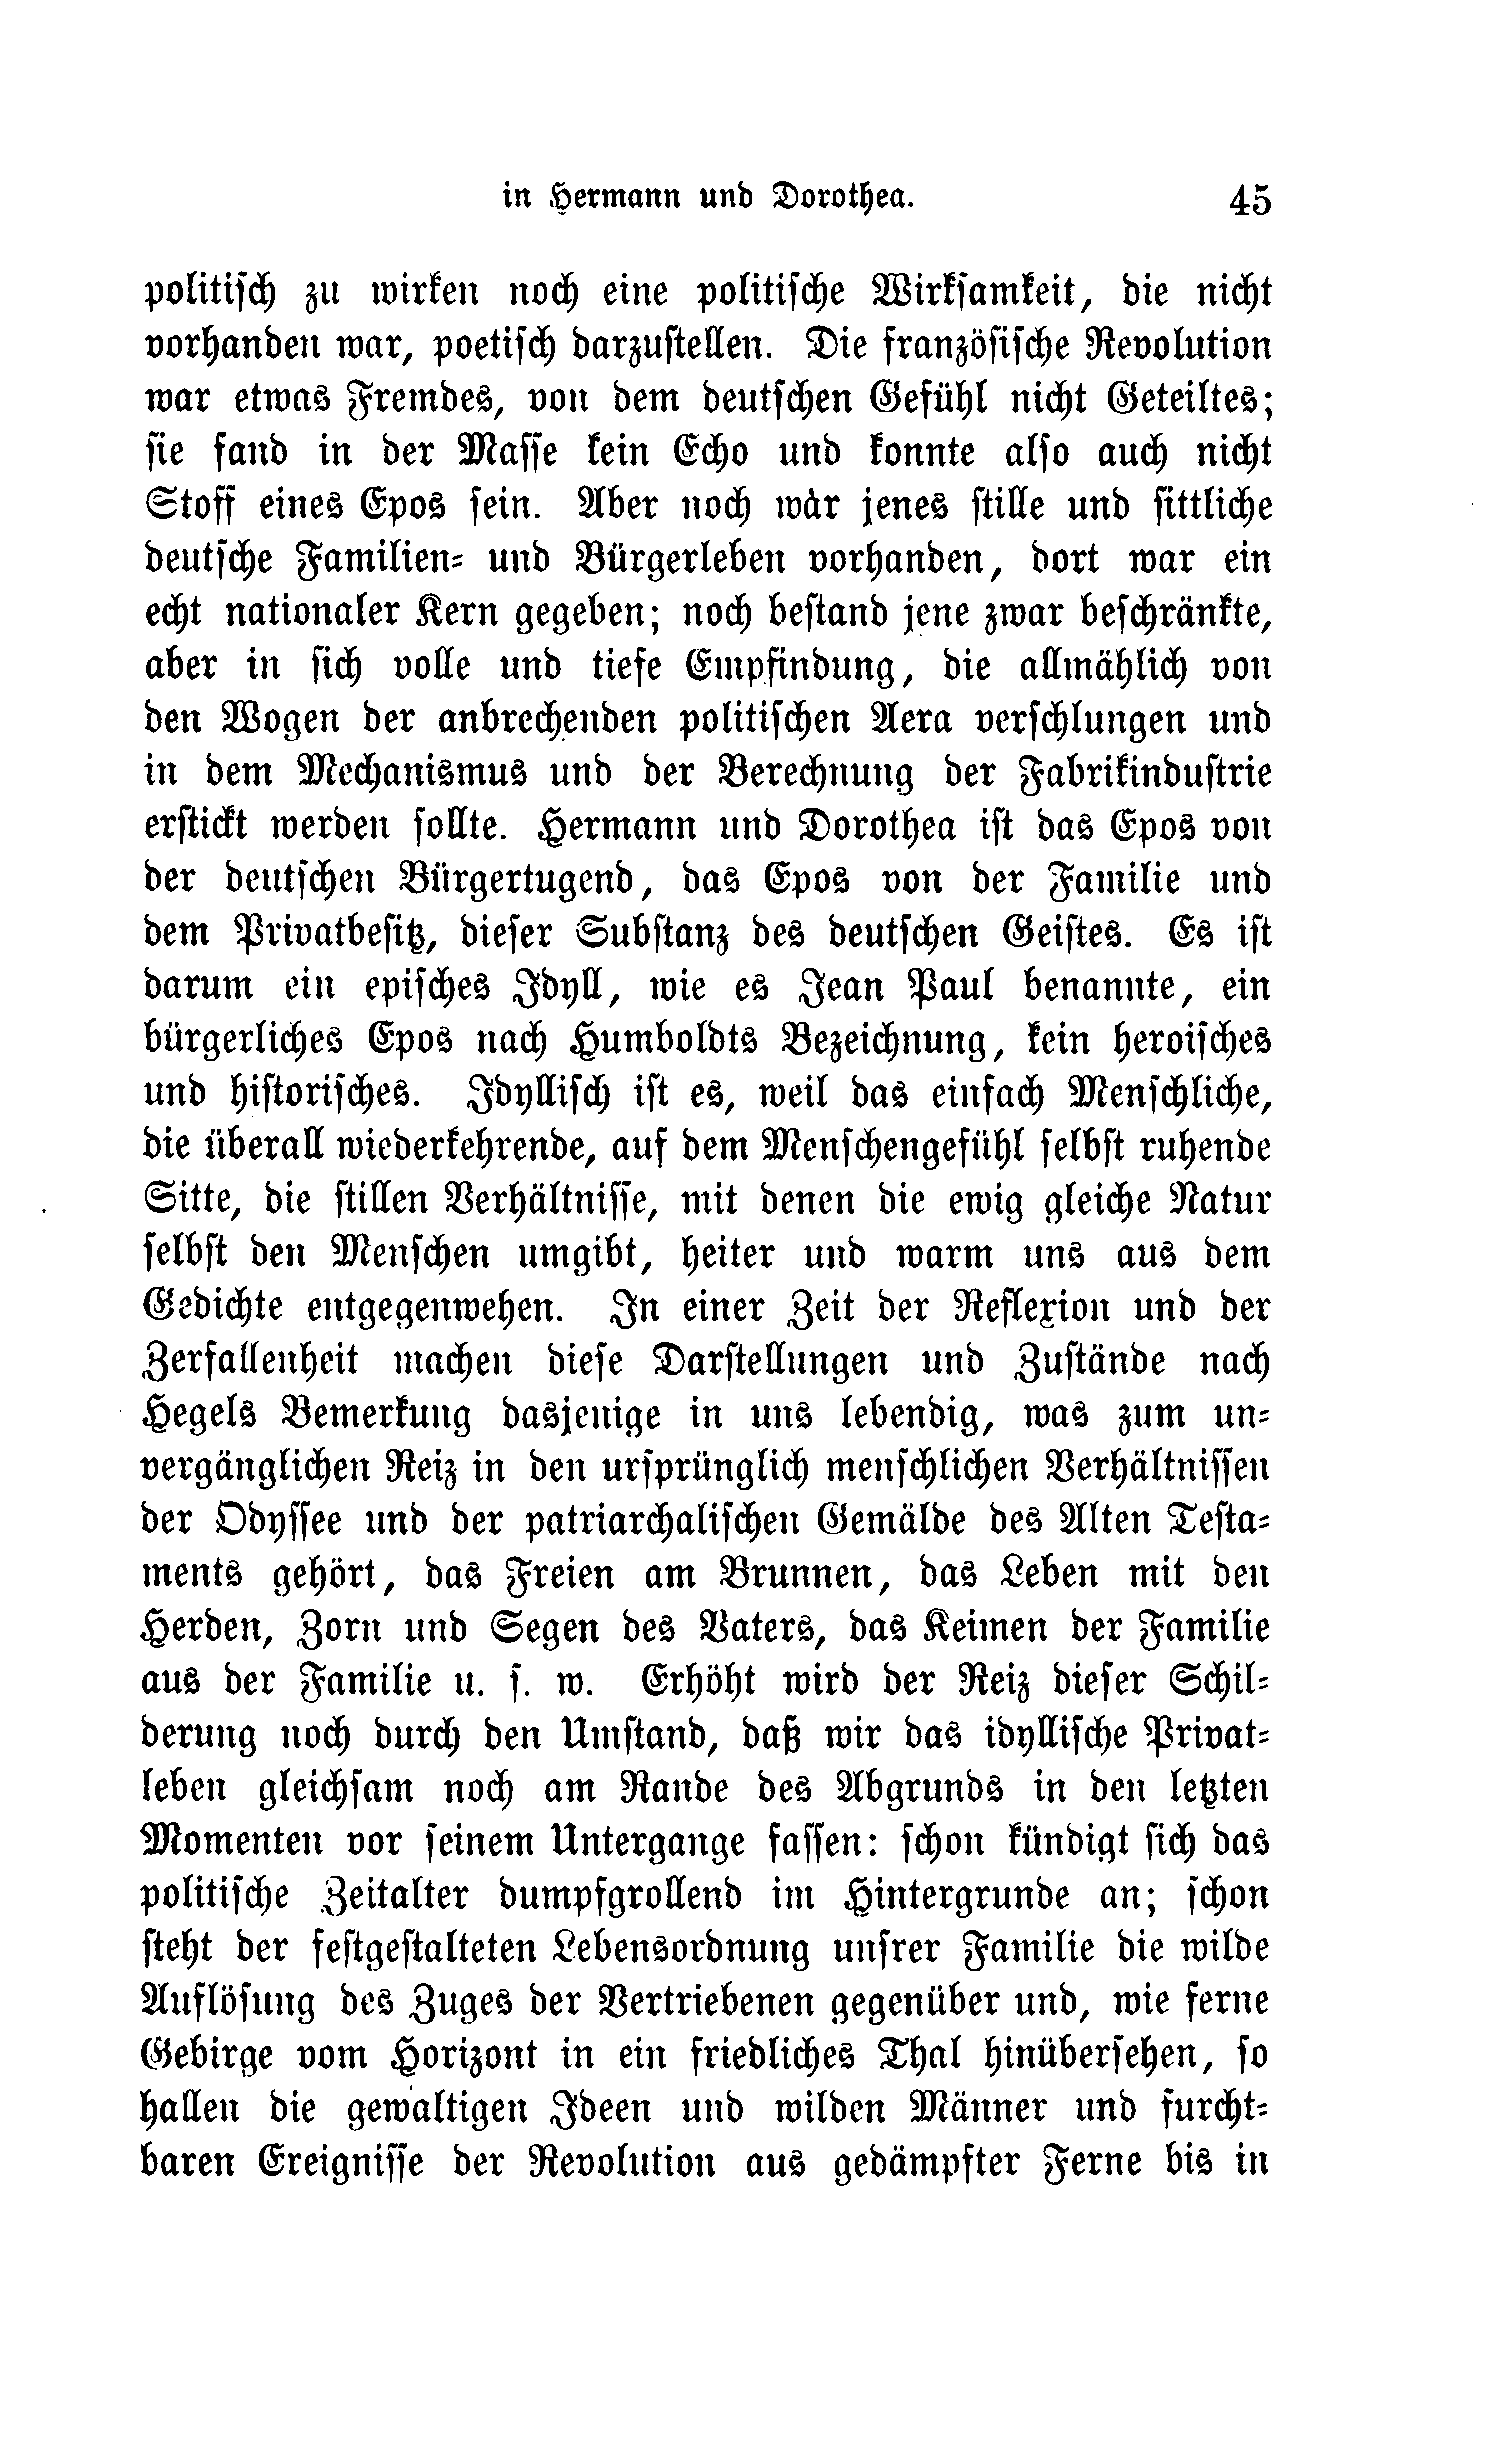 in Hermann und Dorothea. 45
politiſch zu wirken noch eine politiſche Wirkſamkeit, die nicht
vorhanden war, poetiſch darzuſtellen. Die franzöſiſche Revolution
war etwas Fremdes, von dem deutſchen Gefühl nicht Geteiltes;
ſie fand in der Maſſe kein Echo und konnte alſo auch nicht
Stoff eines Epos ſein. Aber noch war jenes ſtille und ſittliche
deutſche Familien- und Bürgerleben vorhanden, dort war ein
echt nationaler Kern gegeben; noch beſtand jene zwar beſchränkte,
aber in ſich volle und tiefe Empfindung, die allmählich von
den Wogen der anbrechenden politiſchen Aera verſchlungen und
in dem Mechanismus und der Berechnung der Fabrikinduſtrie
erſtickt werden ſollte. Hermann und Dorothea iſt das Epos von
der deutſchen Bürgertugend, das Epos von der Familie und
dem Privatbeſitz, dieſer Subſtanz des deutſchen Geiſtes. Es iſt
darum ein epiſches Idyll, wie es Jean Paul benannte, ein
bürgerliches Epos nach Humboldts Bezeichnung, kein heroiſches
und hiſtoriſches. Idylliſch iſt es, weil das einfach Menſchliche,
die überall wiederkehrende, auf dem Menſchengefühl ſelbſt ruhende
Sitte, die ſtillen Verhältniſſe, mit denen die ewig gleiche Natur
ſelbſt den Menſchen umgibt, heiter und warm uns aus dem
Gedichte entgegenwehen. In einer Zeit der Reflexion und der
Zerfallenheit machen dieſe Darſtellungen und Zuſtände nach
Hegels Bemerkung dasjenige in uns lebendig, was zum un-
vergänglichen Reiz in den urſprünglich menſchlichen Verhältniſſen
der Odyſſee und der patriarchaliſchen Gemälde des Alten Teſta-
ments gehört, das Freien am Brunnen, das Leben mit den
Herden, Zorn und Segen des Vaters, das Keimen der Familie
aus der Familie u. ſ. w. Erhöht wird der Reiz dieſer Schil-
derung noch durch den Umſtand, daß wir das idylliſche Privat-
leben gleichſam noch am Rande des Abgrunds in den letzten
Momenten vor ſeinem Untergange faſſen: ſchon kündigt ſich das
politiſche Zeitalter dumpfgrollend im Hintergrunde an; ſchon
ſteht der feſtgeſtalteten Lebensordnung unſrer Familie die wilde
Auflöſung des Zuges der Vertriebenen gegenüber und, wie ferne
Gebirge vom Horizont in ein friedliches Thal hinüberſehen, ſo
hallen die gewaltigen Ideen und wilden Männer und furcht-
baren Ereigniſſe der Revolution aus gedämpfter Ferne bis in